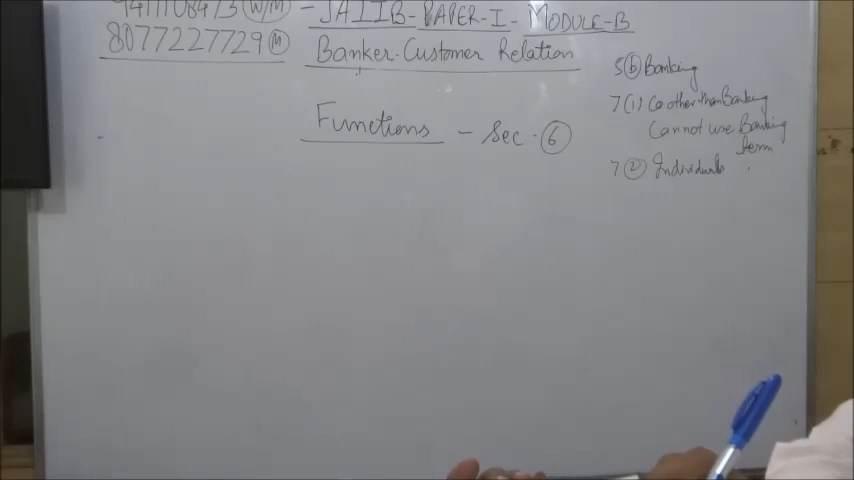 9411108473 (W/M) - JAIIB - PAPER-I - MODULE-B
8077227729 (M) Banker-Customer Relation
5(b) Banking
7(1) Co other than Banking
Cannot use Banking
term
Functions - Sec. 6
7(2) Individuals